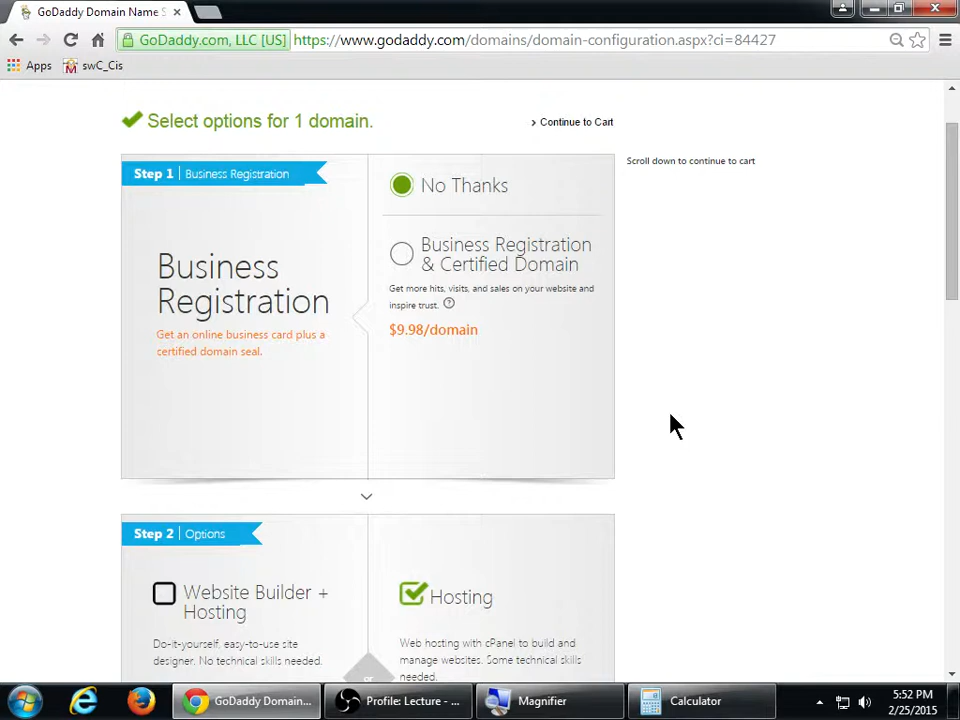 GoDaddy Domain Name S
GoDaddy.com, LLC [US]
https://www.godaddy.com/domains/domain-configuration.aspx?ci=84427
Apps
swC_Cis
Select options for 1 domain.
› Continue to Cart
Scroll down to continue to cart
Step 1 | Business Registration
No Thanks
Business
Registration
Get an online business card plus a
certified domain seal.
Business Registration
& Certified Domain
Get more hits, visits, and sales on your website and
inspire trust. ?
$9.98/domain
Step 2 | Options
Website Builder +
Hosting
Do-it-yourself, easy-to-use site
designer. No technical skills needed.
Hosting
Web hosting with cPanel to build and
manage websites. Some technical skills
needed.
or
GoDaddy Domain...
Profile: Lecture - ...
Magnifier
Calculator
5:52 PM
2/25/2015